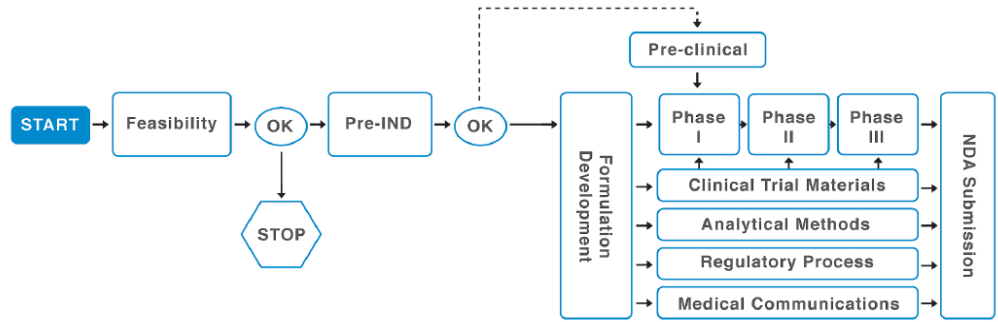 Pre-clinical
START
Feasibility
OK
Pre-IND
OK
Formulation
Development
Phase
I
Phase
II
Phase
III
NDA Submission
Clinical Trial Materials
STOP
Analytical Methods
Regulatory Process
Medical Communications